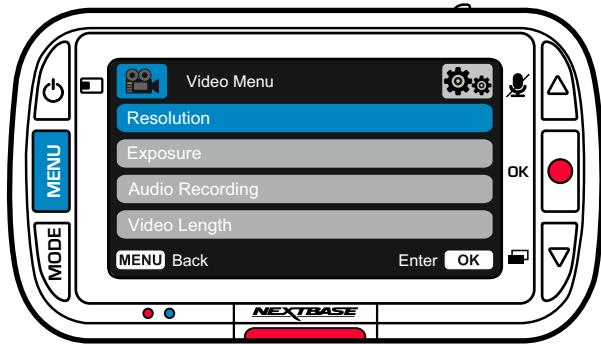 Video Menu
Resolution
Exposure
Audio Recording
Video Length
MENU Back Enter OK
MENU
MODE
OK
NEXTBASE